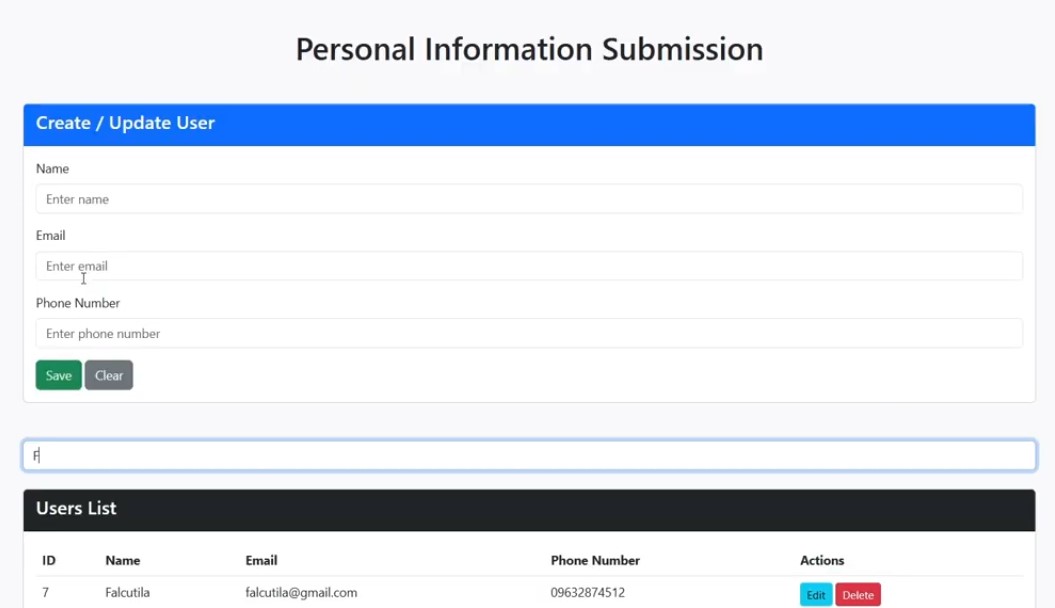 Personal Information Submission
Create / Update User
Name
Enter name
Email
Enter email
Phone Number
Enter phone number
Save Clear
F
Users List
ID Name Email Phone Number Actions
7 Falcutila falcutila@gmail.com 09632874512 Edit Delete